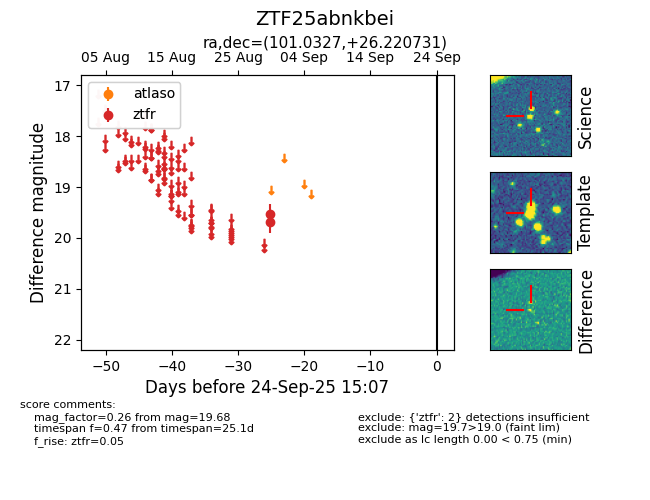 ZTF25abnkbei
ra,dec=(101.0327,+26.220731)
05 Aug 15 Aug 25 Aug 04 Sep 14 Sep 24 Sep
atlaso
ztfr
17
18
19
20
21
22
Difference magnitude
−50 −40 −30 −20 −10 0
Days before 24-Sep-25 15:07
Science
Template
Difference
score comments:
mag_factor=0.26 from mag=19.68
timespan f=0.47 from timespan=25.1d
f_rise: ztfr=0.05
exclude: {'ztfr': 2} detections insufficient
exclude: mag=19.7>19.0 (faint lim)
exclude as lc length 0.00 < 0.75 (min)